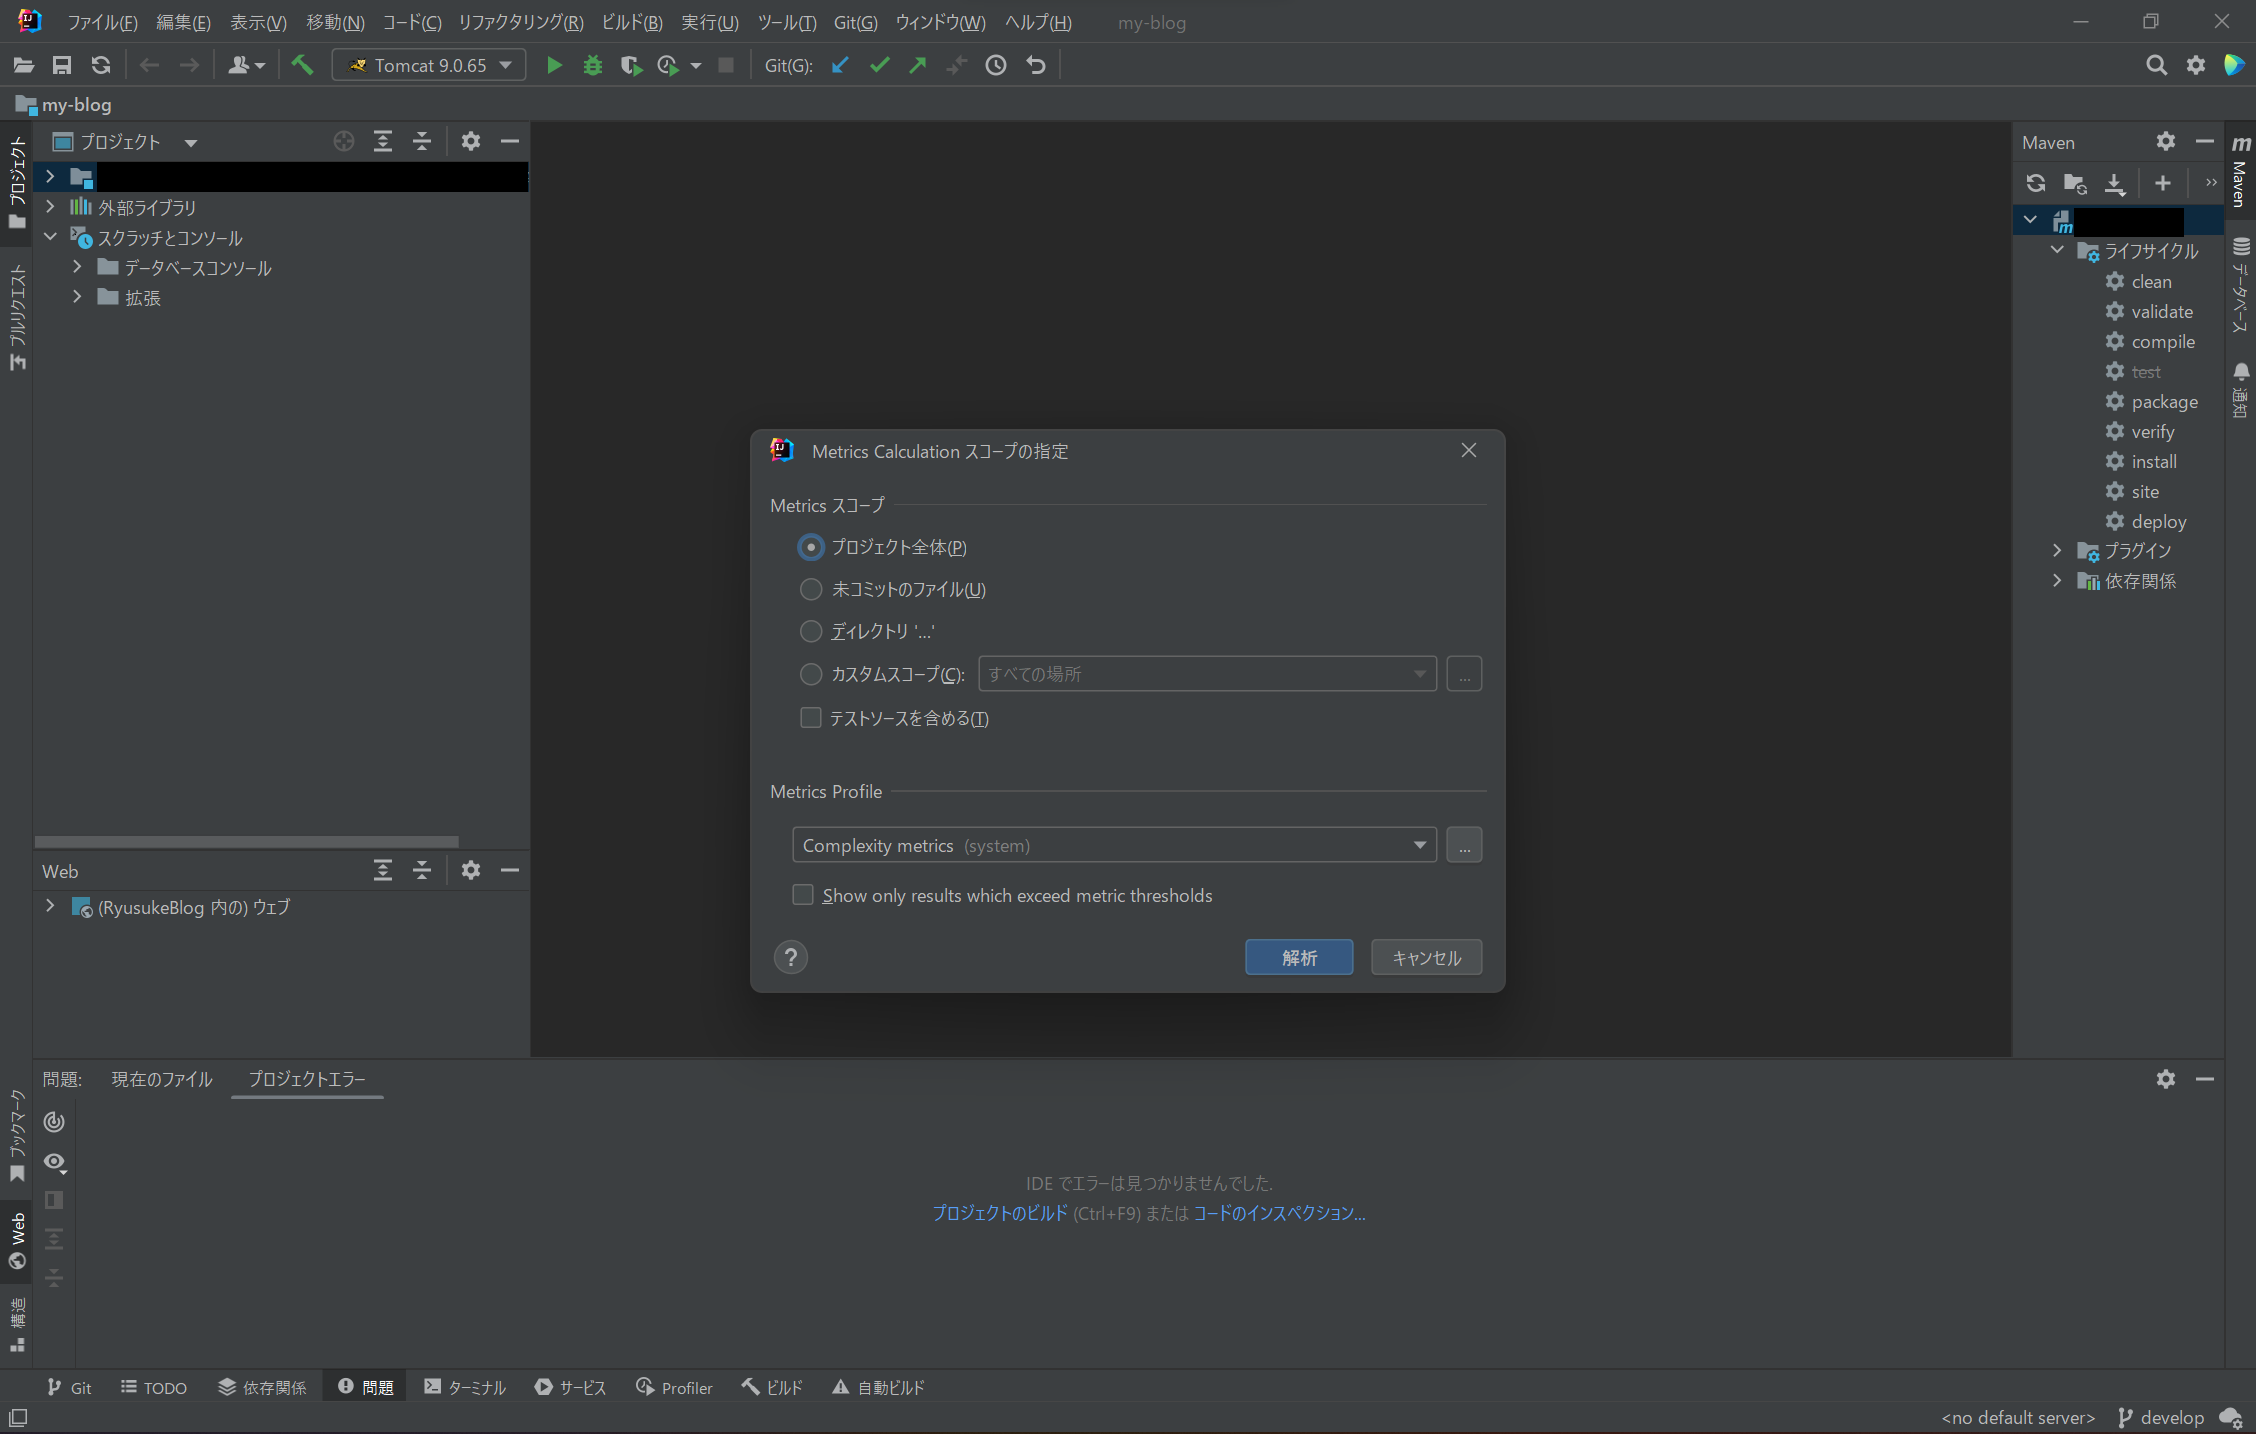 ファイル(F) 編集(E) 表示(V) 移動(N) コード(C) リファクタリング(R) ビルド(B) 実行(U) ツール(T) Git(G) ウィンドウ(W) ヘルプ(H) my-blog
Tomcat 9.0.65 Git(G):
my-blog
プロジェクト
外部ライブラリ
スクラッチとコンソール
データベースコンソール
拡張
プロジェクト
プルリクエスト
Web
(RyusukeBlog 内の) ウェブ
Metrics Calculation スコープの指定
Metrics スコープ
プロジェクト全体(P)
未コミットのファイル(U)
ディレクトリ '...'
カスタムスコープ(C): すべての場所 ...
テストソースを含める(T)
Metrics Profile
Complexity metrics (system) ...
Show only results which exceed metric thresholds
? 解析 キャンセル
Maven
ライフサイクル
clean
validate
compile
test
package
verify
install
site
deploy
プラグイン
依存関係
Maven
データベース
通知
問題: 現在のファイル プロジェクトエラー
IDE でエラーは見つかりませんでした.
プロジェクトのビルド (Ctrl+F9) または コードのインスペクション...
ブックマーク
Web
構造
Git TODO 依存関係 問題 ターミナル サービス Profiler ビルド 自動ビルド
<no default server> develop